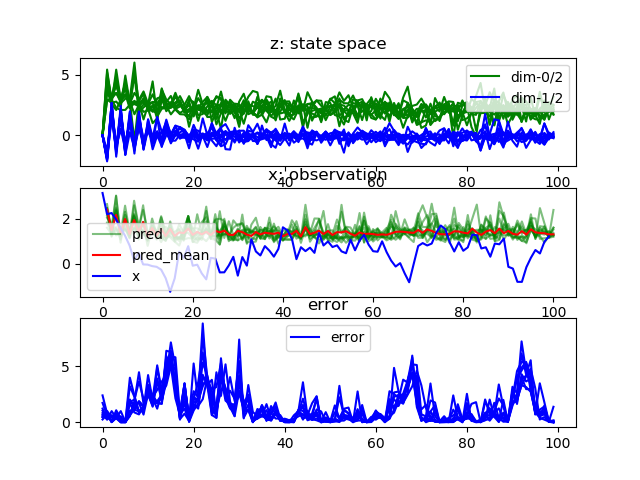 z: state space
5
0
dim-0/2
dim-1/2
0 20 40 60 80 100
x: observation
2
0
pred
pred_mean
x
0 20 40 60 80 100
error
5
0
error
0 20 40 60 80 100